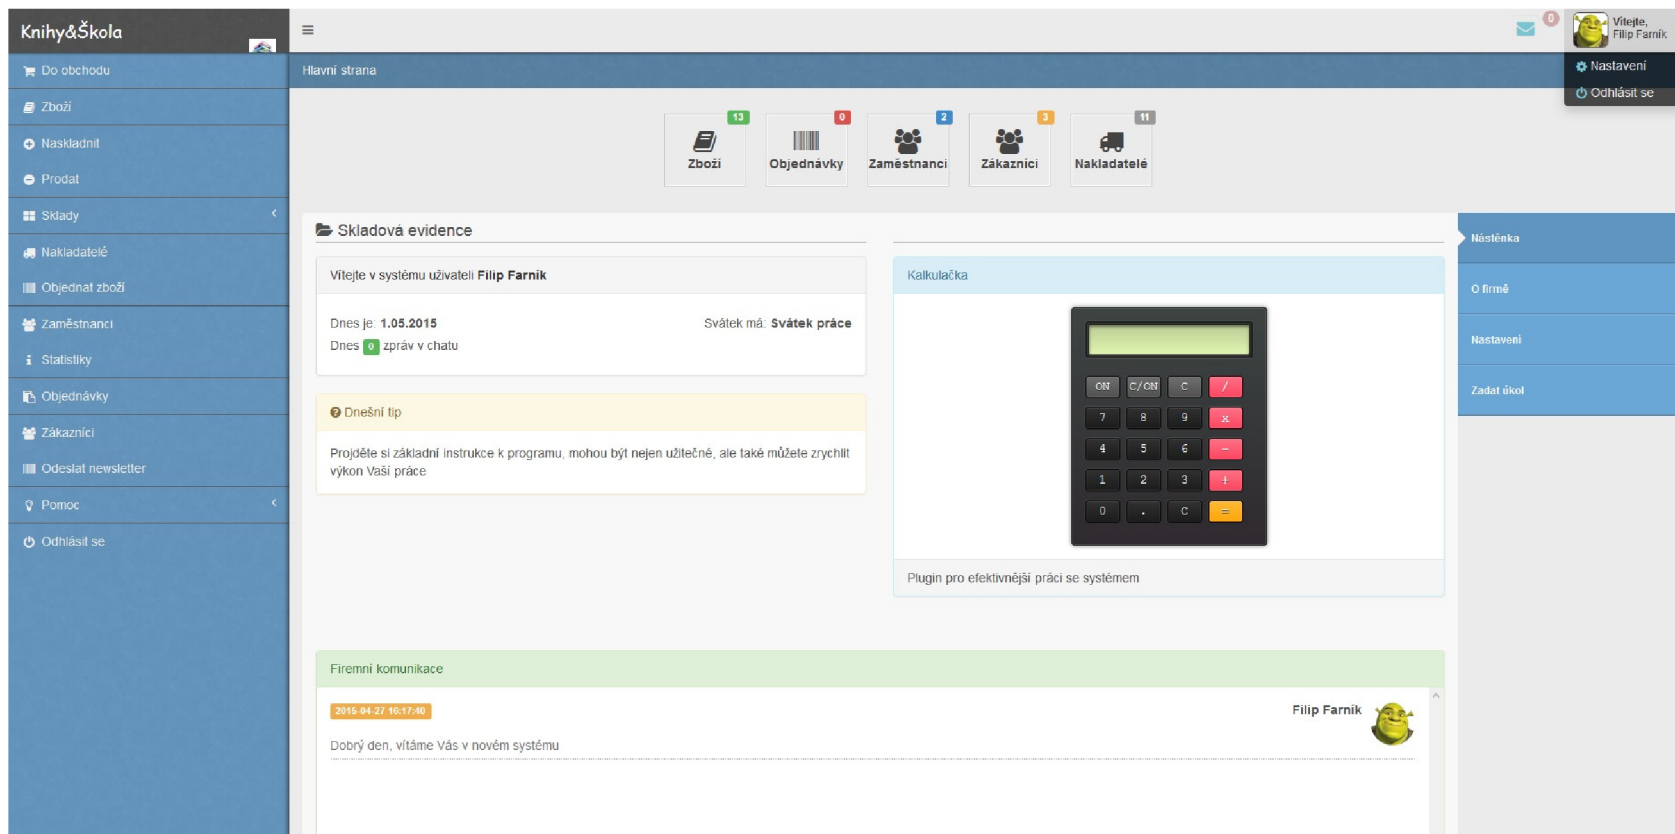 Knihy&Škola
Do obchodu
Zboží
Naskladnit
Prodat
Sklady
Nakladatelé
Objednat zboží
Zaměstnanci
Statistiky
Objednávky
Zákazníci
Odeslat newsletter
Pomoc
Odhlásit se
0
Vítejte,
Filip Farník
Nastavení
Odhlásit se
Hlavní strana
13
Zboží
0
Objednávky
2
Zaměstnanci
3
Zákazníci
11
Nakladatelé
Skladová evidence
Vítejte v systému uživateli Filip Farník
Dnes je: 1.05.2015
Svátek má: Svátek práce
Dnes 0 zpráv v chatu
Dnešní tip
Projděte si základní instrukce k programu, mohou být nejen užitečné, ale také můžete zrychlit
výkon Vaší práce
Kalkulačka
ON C/ON C /
7 8 9 x
4 5 6 -
1 2 3 +
0 . C =
Plugin pro efektivnější práci se systémem
Nástěnka
O firmě
Nastavení
Zadat úkol
Firemní komunikace
2015-04-27 16:17:40
Filip Farník
Dobrý den, vítáme Vás v novém systému